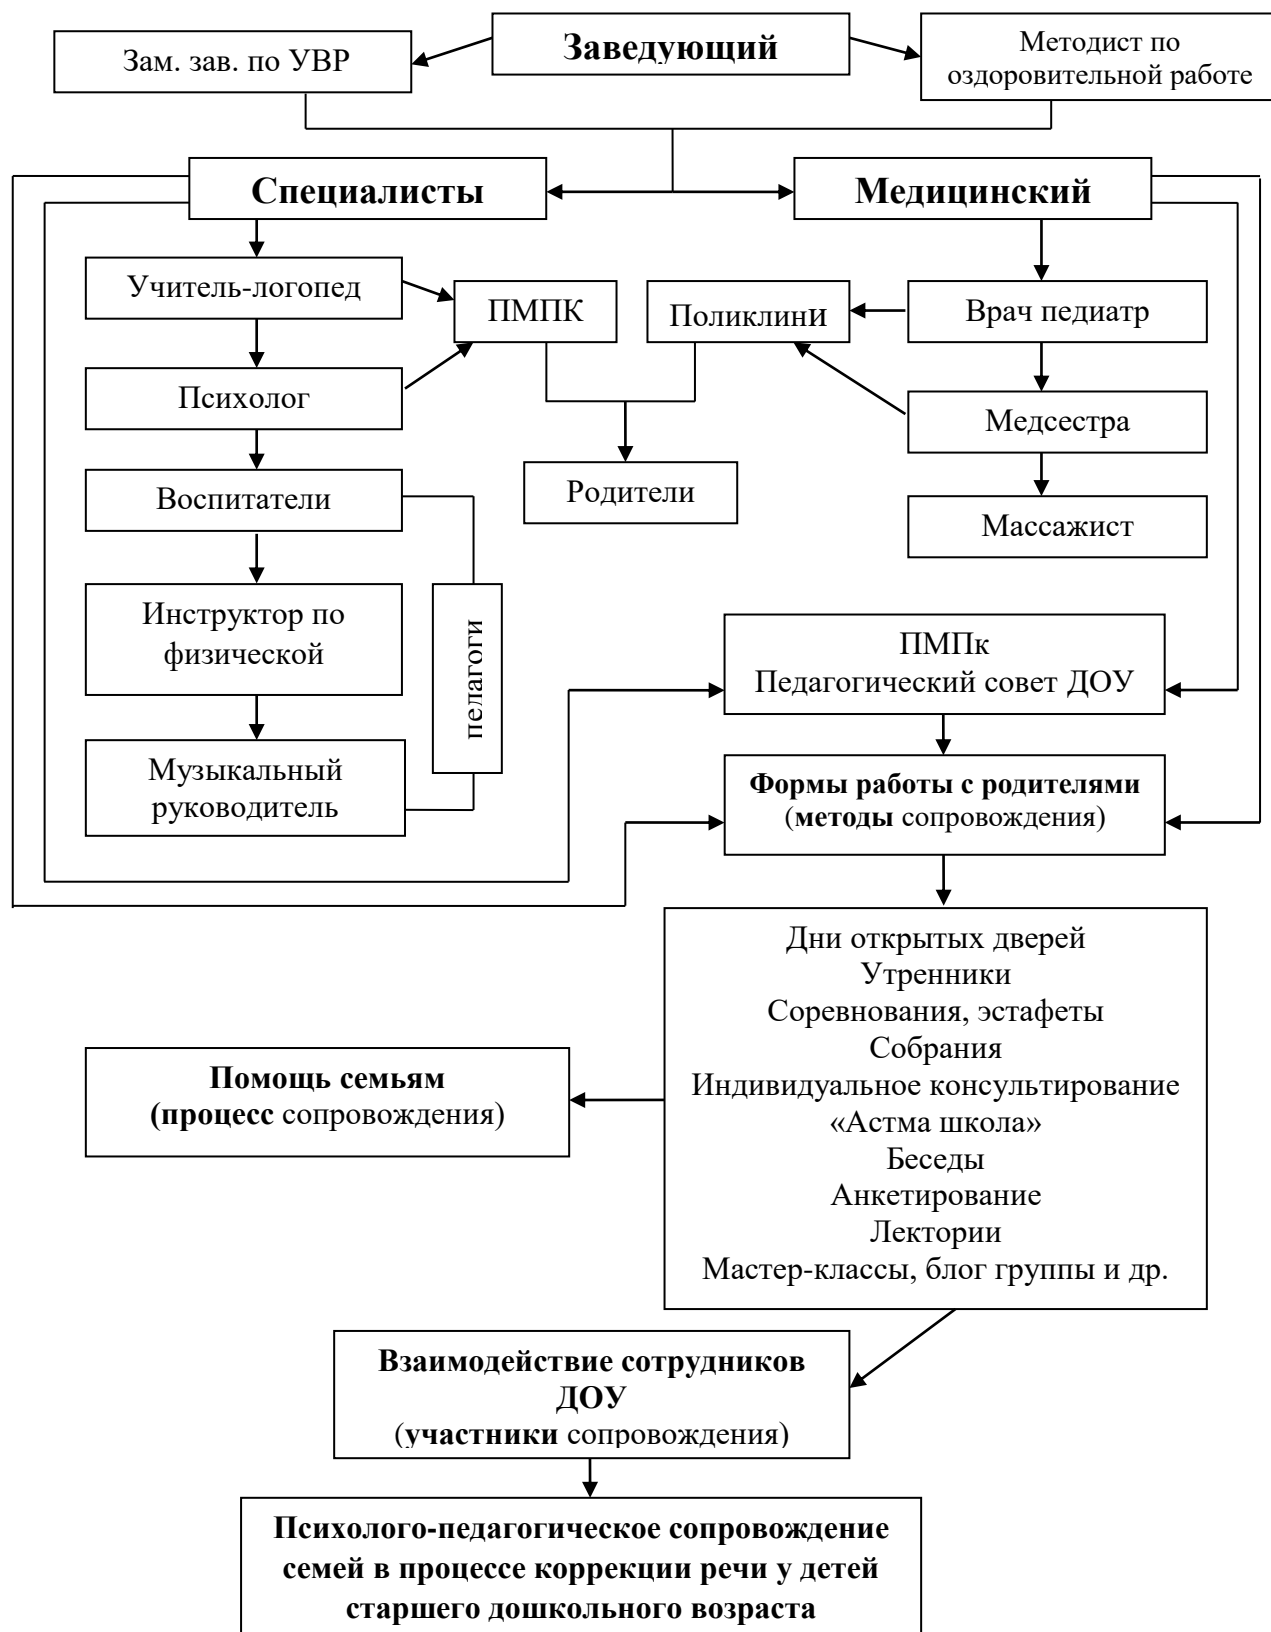 Заведующий
Зам. зав. по УВР
Методист по
оздоровительной работе
Специалисты
Медицинский
Учитель-логопед
ПМПК
Поликлини
Врач педиатр
Психолог
Медсестра
Воспитатели
Родители
Массажист
Инструктор по
физической
педагоги
ПМПк
Педагогический совет ДОУ
Музыкальный
руководитель
Формы работы с родителями
(методы сопровождения)
Дни открытых дверей
Утренники
Соревнования, эстафеты
Собрания
Индивидуальное консультирование
«Астма школа»
Беседы
Анкетирование
Лектории
Мастер-классы, блог группы и др.
Помощь семьям
(процесс сопровождения)
Взаимодействие сотрудников
ДОУ
(участники сопровождения)
Психолого-педагогическое сопровождение
семей в процессе коррекции речи у детей
старшего дошкольного возраста